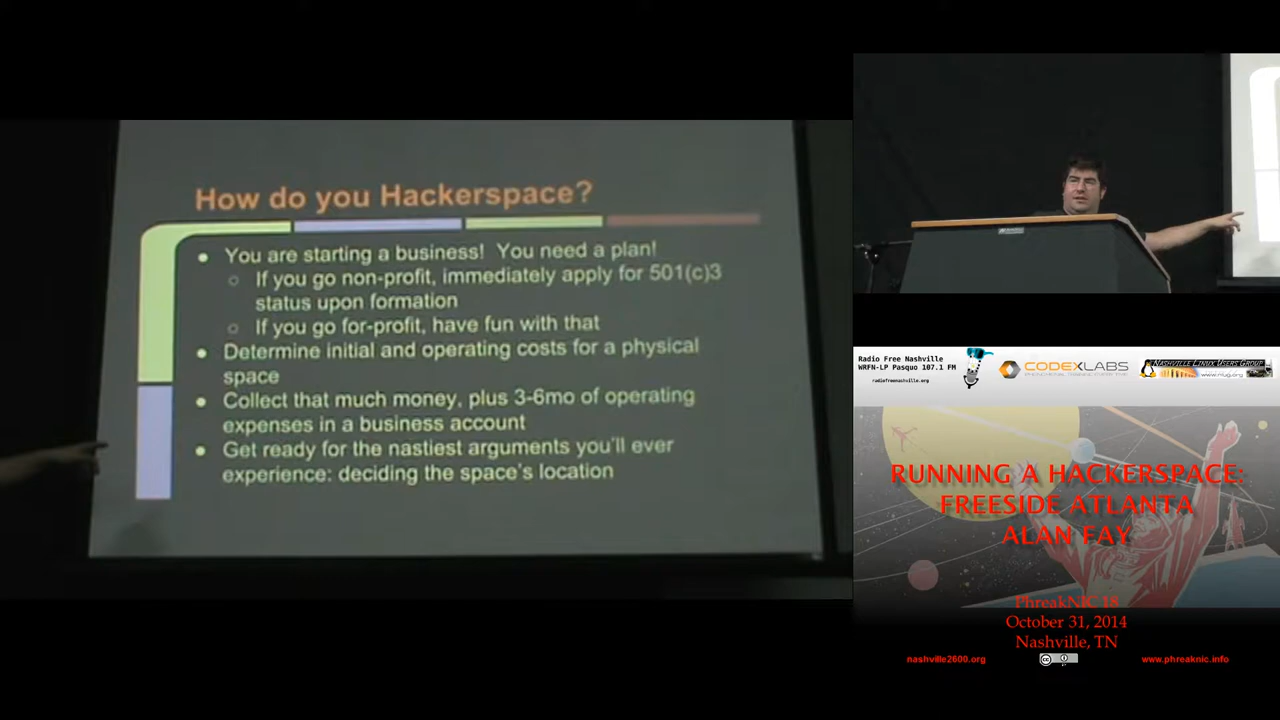 How do you Hackerspace?
● You are starting a business! You need a plan!
○ If you go non-profit, immediately apply for 501(c)3
status upon formation
○ If you go for-profit, have fun with that
● Determine initial and operating costs for a physical
space
● Collect that much money, plus 3-6mo of operating
expenses in a business account
● Get ready for the nastiest arguments you'll ever
experience: deciding the space's location
Radio Free Nashville
WRFN-LP Pasquo 107.1 FM
radiofreenashville.org
CODEXLABS
NASHVILLE LINUX USERS GROUP
www.nlug.org
RUNNING A HACKERSPACE:
FREESIDE ATLANTA
ALAN FAY
PhreakNIC 18
October 31, 2014
Nashville, TN
nashville2600.org
cc
www.phreaknic.info